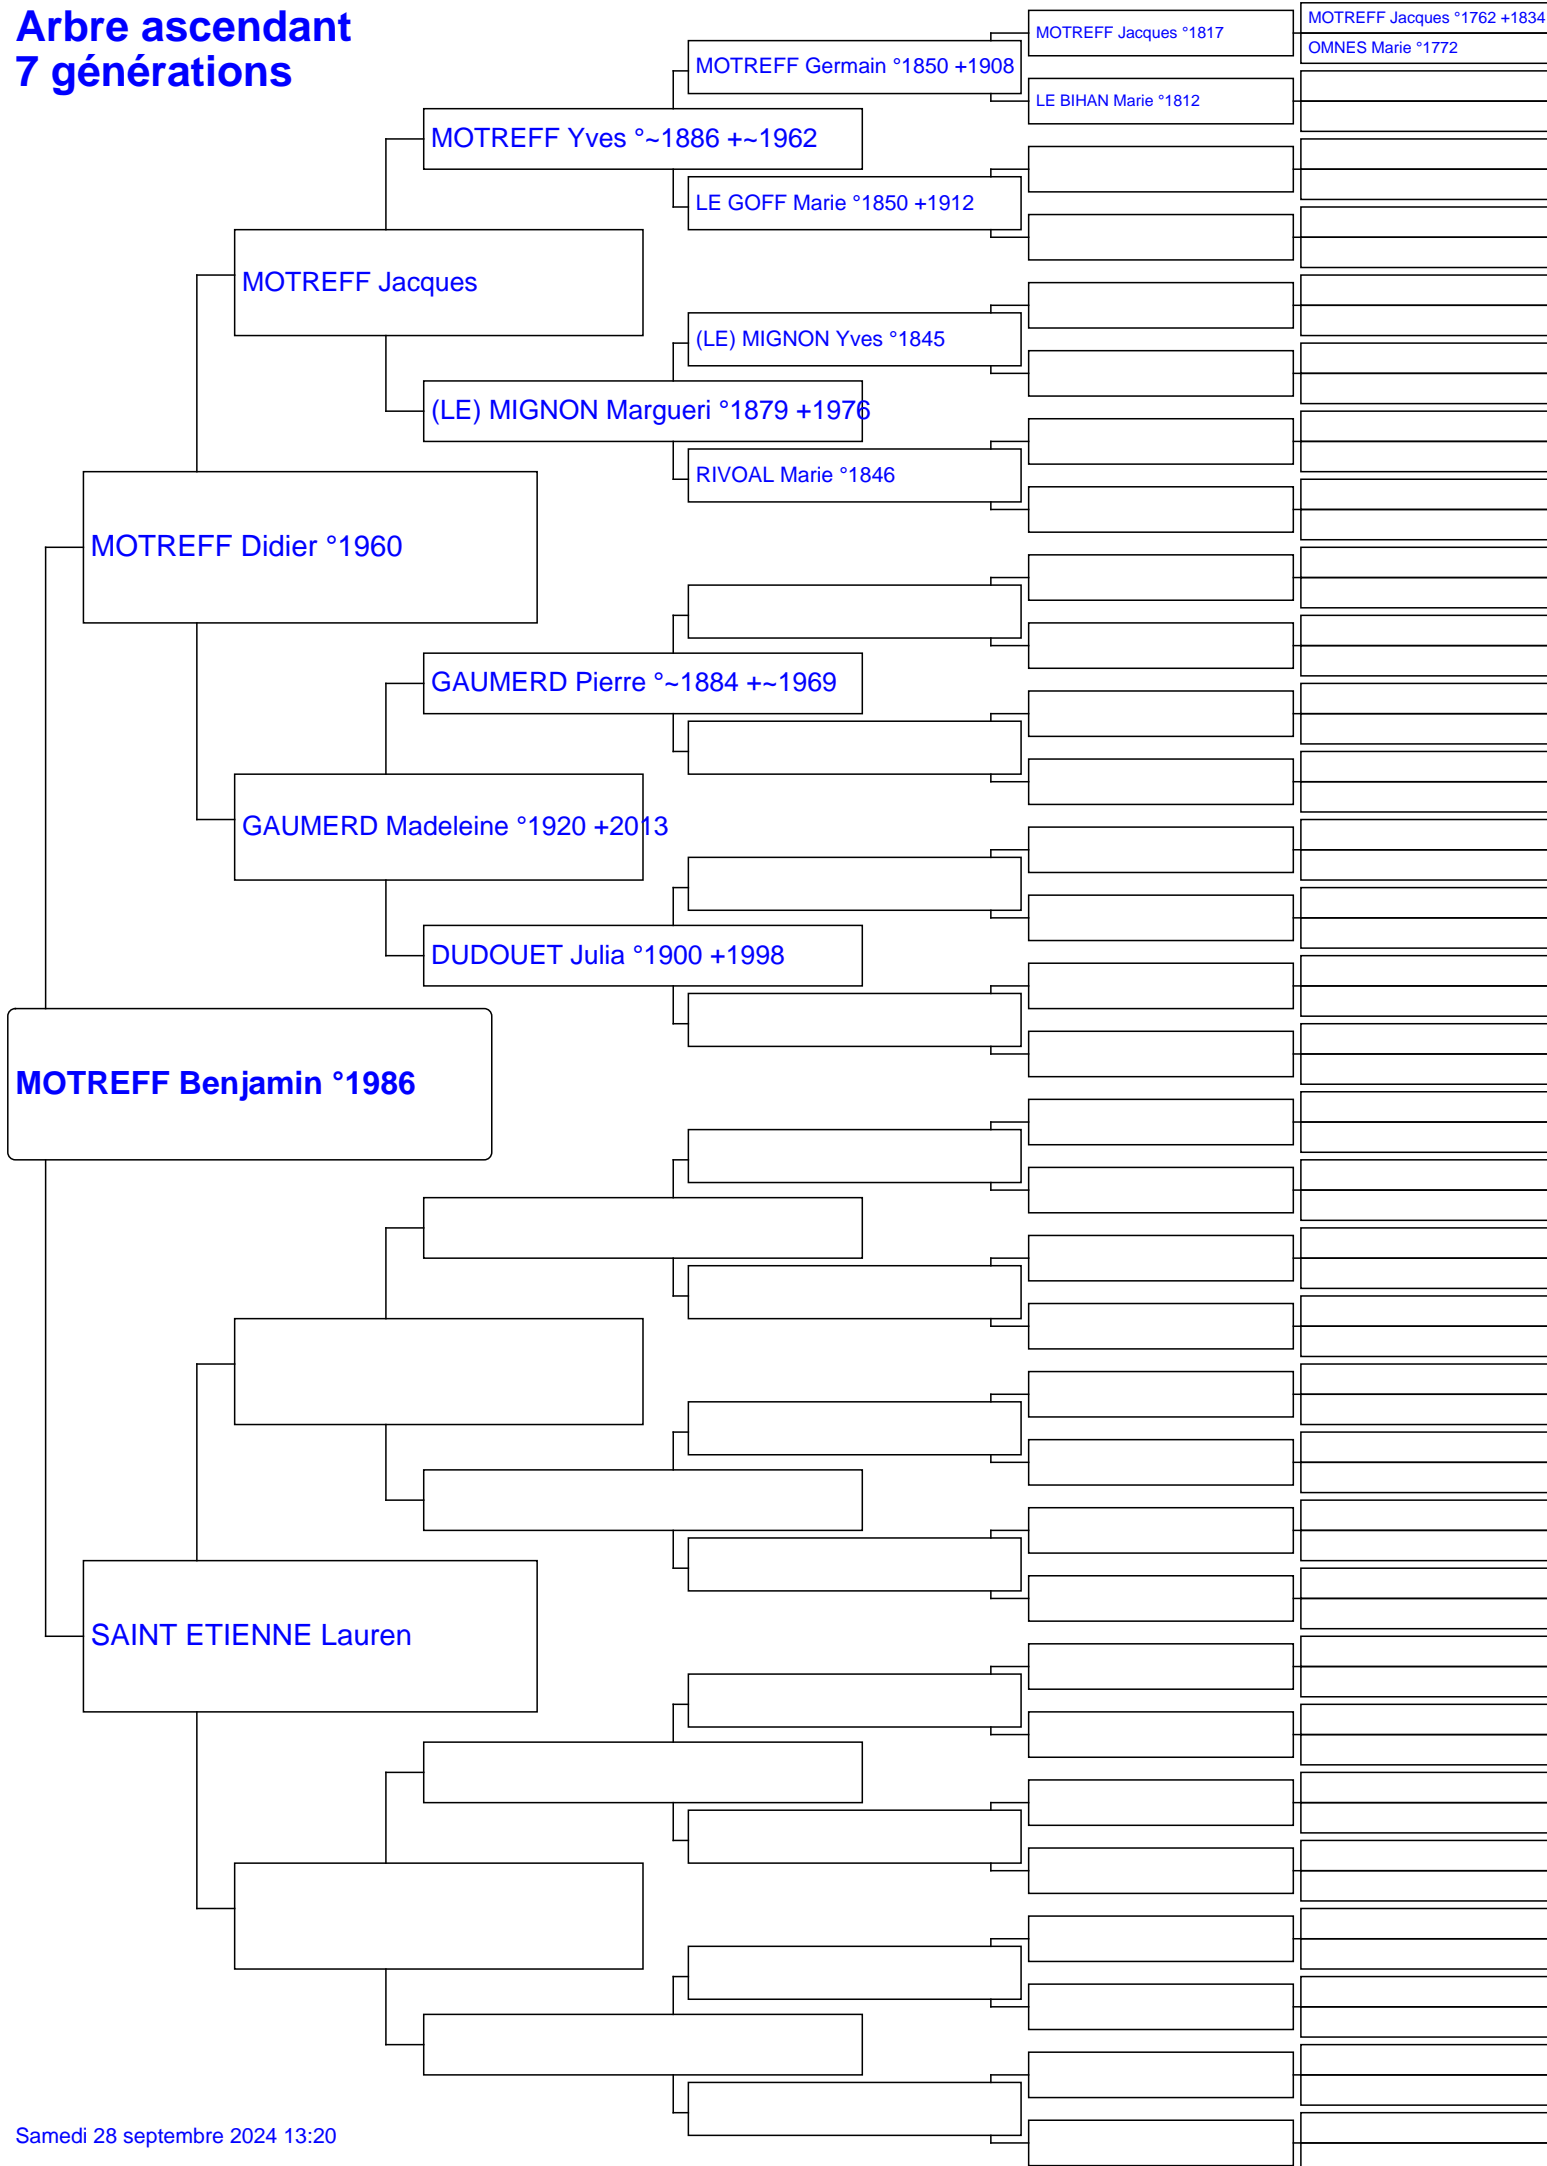 Arbre ascendant
7 générations
MOTREFF Jacques °1762 +1834
MOTREFF Jacques °1817
OMNES Marie °1772
MOTREFF Germain °1850 +1908
LE BIHAN Marie °1812
MOTREFF Yves °~1886 +~1962
LE GOFF Marie °1850 +1912
MOTREFF Jacques
(LE) MIGNON Yves °1845
(LE) MIGNON Margueri °1879 +1976
RIVOAL Marie °1846
MOTREFF Didier °1960
GAUMERD Pierre °~1884 +~1969
GAUMERD Madeleine °1920 +2013
DUDOUET Julia °1900 +1998
MOTREFF Benjamin °1986
SAINT ETIENNE Lauren
Samedi 28 septembre 2024 13:20